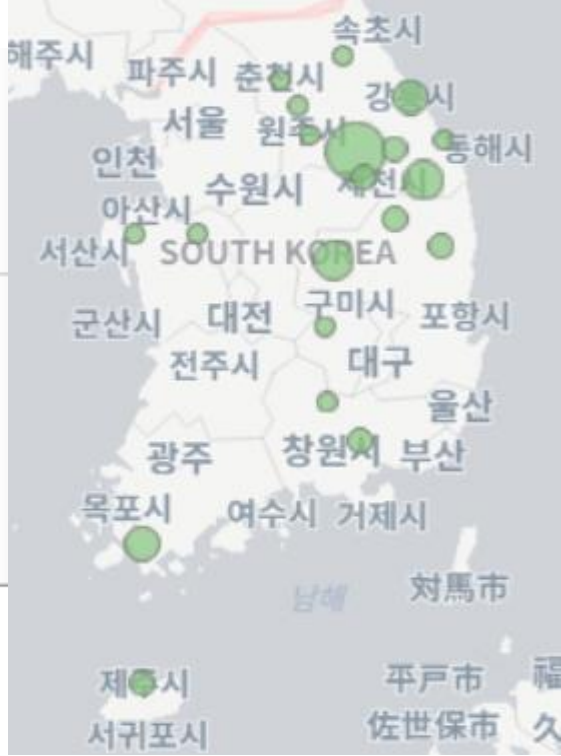 속초시
해주시
파주시
춘천시
강릉시
서울
원주시
동해시
인천
수원시
제천시
아산시
서산시
SOUTH KOREA
군산시
대전
구미시
포항시
전주시
대구
울산
광주
창원시
부산
목포시
여수시
거제시
남해
対馬市
제주시
平戸市
福
서귀포시
佐世保市
久